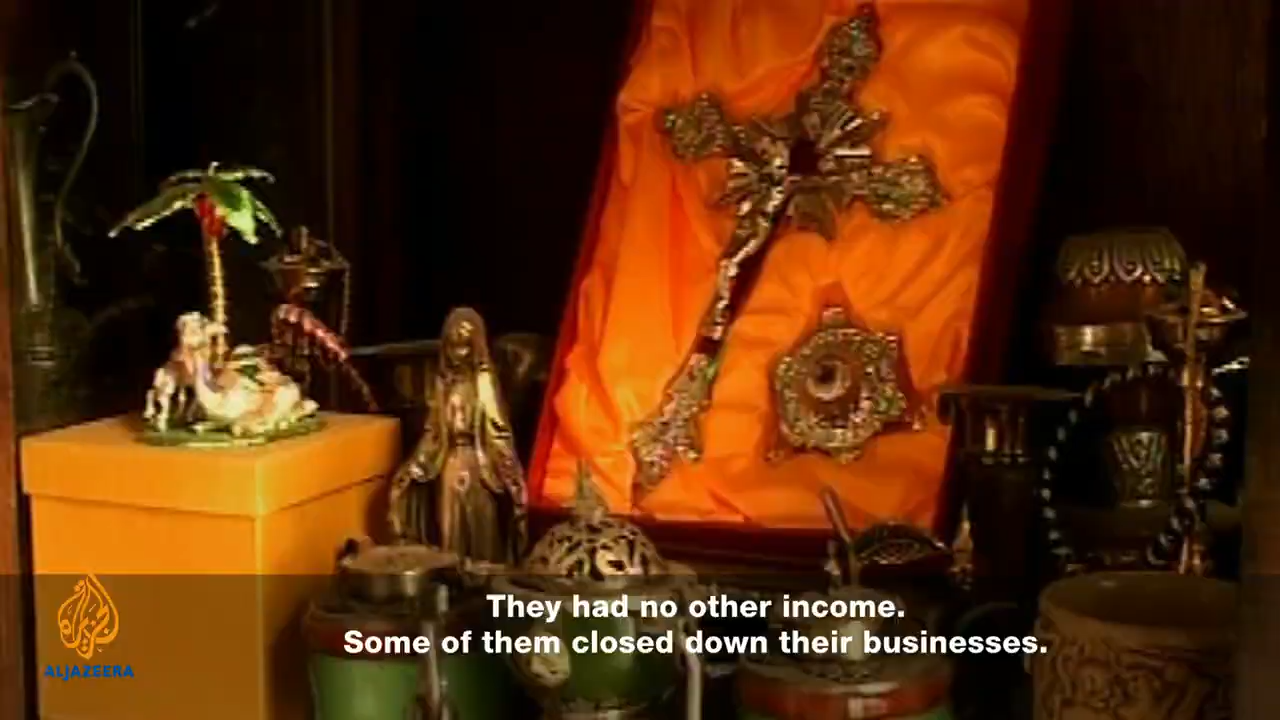 They had no other income.
Some of them closed down their businesses.
ALJAZEERA